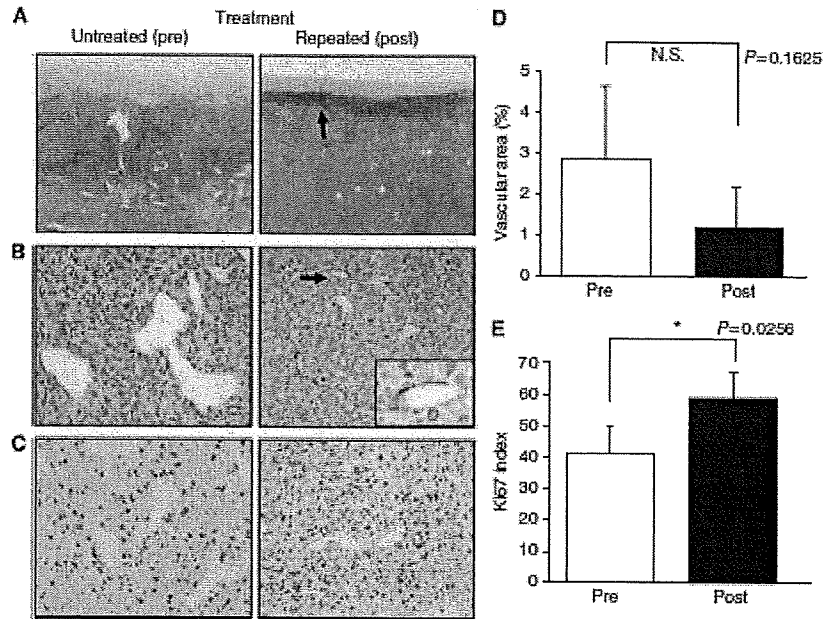 A
Treatment
Untreated (pre)
Repeated (post)
B
C
D
N.S.
P=0.1625
Vascular area (%)
5
4
3
2
1
0
Pre
Post
E
*
P=0.0256
Ki67 index
70
60
50
40
30
20
10
0
Pre
Post